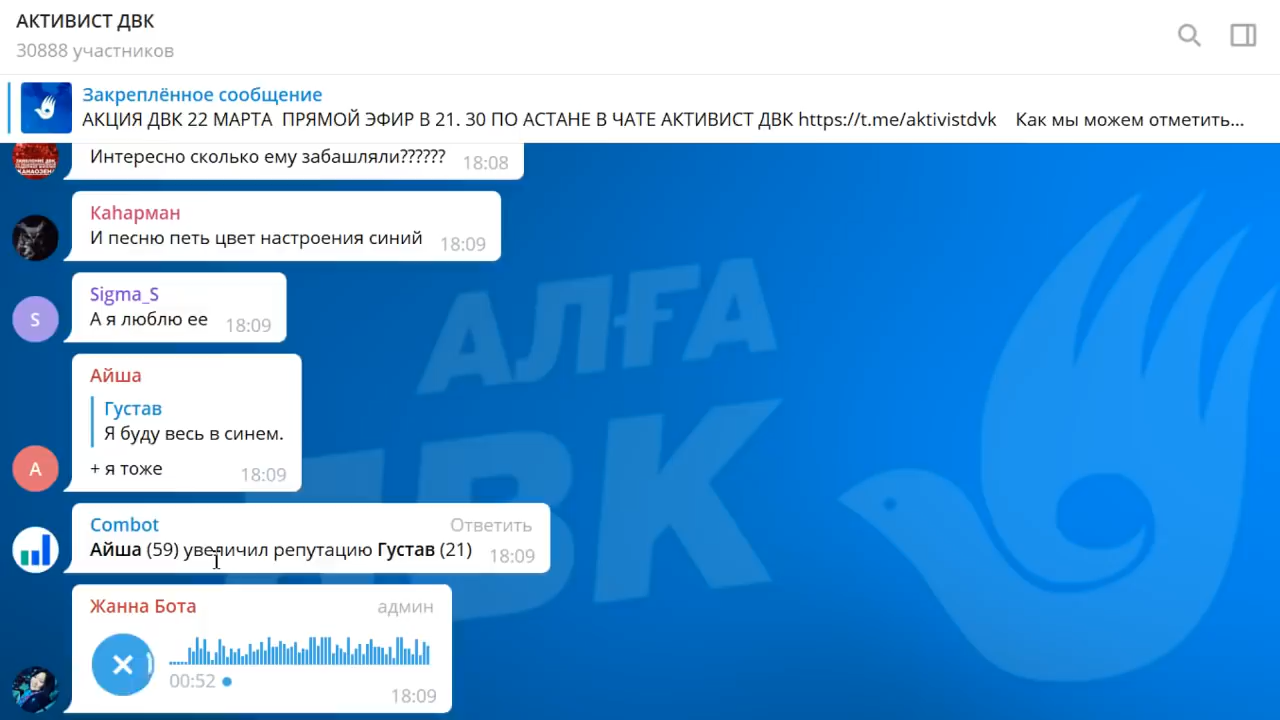 АКТИВИСТ ДВК
30888 участников
Закреплённое сообщение
АКЦИЯ ДВК 22 МАРТА ПРЯМОЙ ЭФИР В 21. 30 ПО АСТАНЕ В ЧАТЕ АКТИВИСТ ДВК https://t.me/aktivistdvk Как мы можем отметить...
Интересно сколько ему забашляли?????? 18:08
Каһарман
И песню петь цвет настроения синий 18:09
Sigma_S
S
А я люблю ее 18:09
Айша
Густав
Я буду весь в синем.
A
+ я тоже 18:09
Combot Ответить
Айша (59) увеличил репутацию Густав (21) 18:09
Жанна Бота админ
00:52
18:09
АЛҒА
ДВК